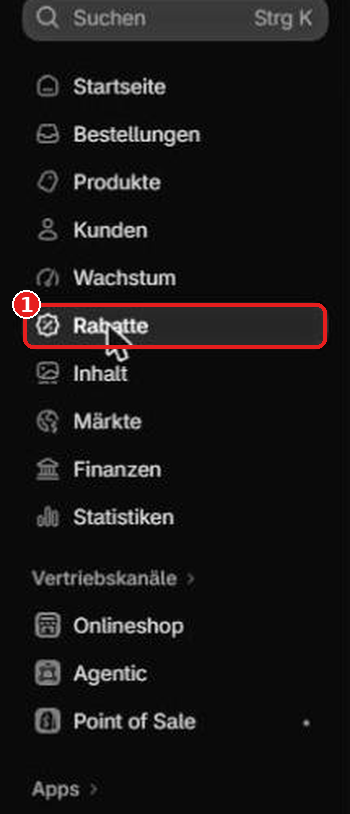 Suchen Strg K
Startseite
Bestellungen
Produkte
Kunden
Wachstum
1
Rabatte
Inhalt
Märkte
Finanzen
Statistiken
Vertriebskanäle
Onlineshop
Agentic
Point of Sale
Apps